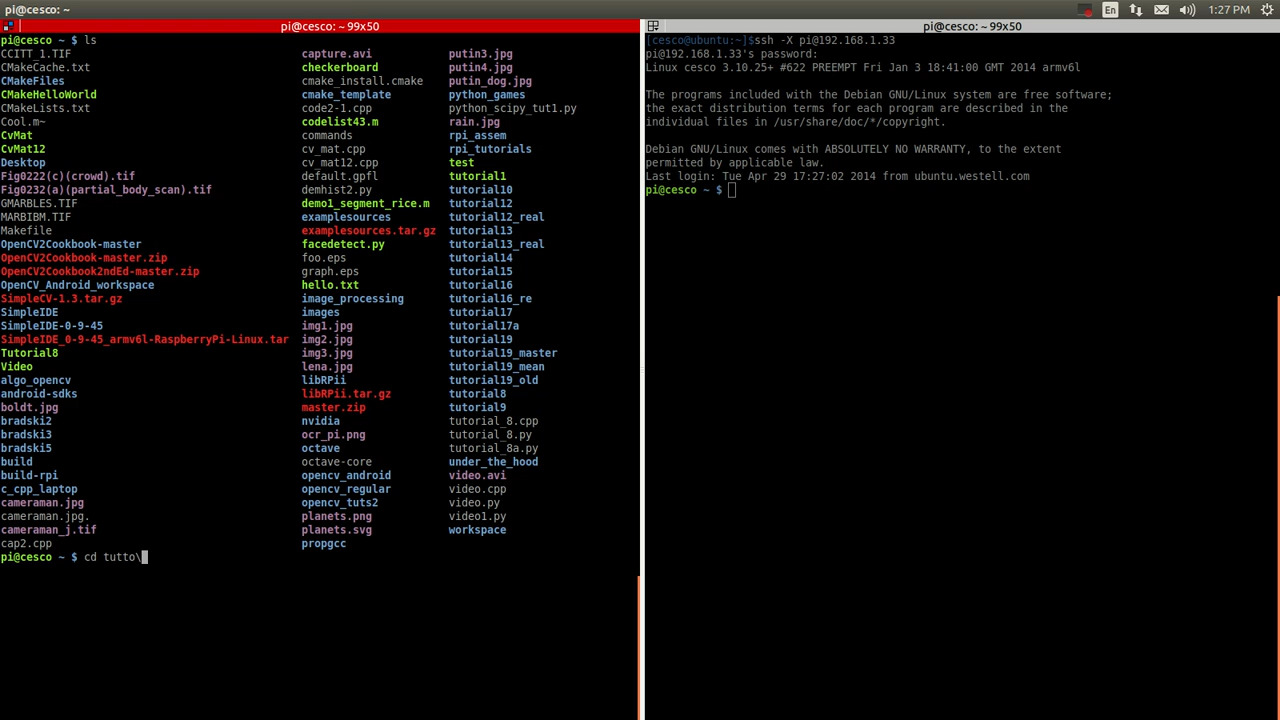 pi@cesco: ~
En
1:27 PM
pi@cesco: ~ 99x50
pi@cesco ~ $ ls
CCITT_1.TIF capture.avi putin3.jpg
CMakeCache.txt checkerboard putin4.jpg
CMakeFiles cmake_install.cmake putin_dog.jpg
CMakeHelloWorld cmake_template python_games
CMakeLists.txt code2-1.cpp python_scipy_tut1.py
Cool.m~ codelist43.m rain.jpg
CvMat commands rpi_assem
CvMat12 cv_mat.cpp rpi_tutorials
Desktop cv_mat12.cpp test
Fig0222(c)(crowd).tif default.gpfl tutorial1
Fig0232(a)(partial_body_scan).tif demhist2.py tutorial10
GMARBLES.TIF demo1_segment_rice.m tutorial12
MARBIBM.TIF examplesources tutorial12_real
Makefile examplesources.tar.gz tutorial13
OpenCV2Cookbook-master facedetect.py tutorial13_real
OpenCV2Cookbook-master.zip foo.eps tutorial14
OpenCV2Cookbook2ndEd-master.zip graph.eps tutorial15
OpenCV_Android_workspace hello.txt tutorial16
SimpleCV-1.3.tar.gz image_processing tutorial16_re
SimpleIDE images tutorial17
SimpleIDE-0-9-45 img1.jpg tutorial17a
SimpleIDE_0-9-45_armv6l-RaspberryPi-Linux.tar img2.jpg tutorial19
Tutorial8 img3.jpg tutorial19_master
Video lena.jpg tutorial19_mean
algo_opencv libRPii tutorial19_old
android-sdks libRPii.tar.gz tutorial8
boldt.jpg master.zip tutorial9
bradski2 nvidia tutorial_8.cpp
bradski3 ocr_pi.png tutorial_8.py
bradski5 octave tutorial_8a.py
build octave-core under_the_hood
build-rpi opencv_android video.avi
c_cpp_laptop opencv_regular video.cpp
cameraman.jpg opencv_tuts2 video.py
cameraman.jpg. planets.png video1.py
cameraman_j.tif planets.svg workspace
cap2.cpp propgcc
pi@cesco ~ $ cd tutto\
pi@cesco: ~ 99x50
[cesco@ubuntu:~]$ssh -X pi@192.168.1.33
pi@192.168.1.33's password:
Linux cesco 3.10.25+ #622 PREEMPT Fri Jan 3 18:41:00 GMT 2014 armv6l
The programs included with the Debian GNU/Linux system are free software;
the exact distribution terms for each program are described in the
individual files in /usr/share/doc/*/copyright.
Debian GNU/Linux comes with ABSOLUTELY NO WARRANTY, to the extent
permitted by applicable law.
Last login: Tue Apr 29 17:27:02 2014 from ubuntu.westell.com
pi@cesco ~ $